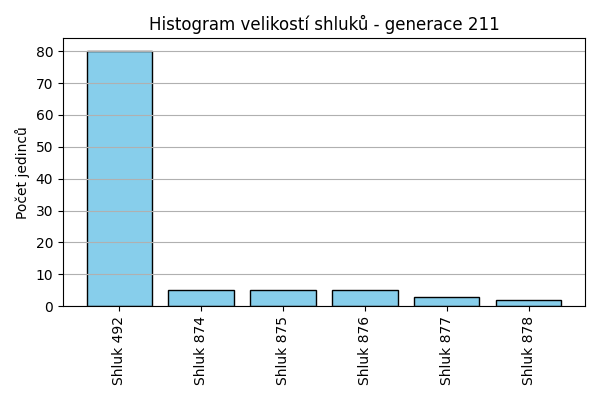 Histogram velikostí shluků - generace 211
Počet jedinců
80
70
60
50
40
30
20
10
0
Shluk 492
Shluk 874
Shluk 875
Shluk 876
Shluk 877
Shluk 878